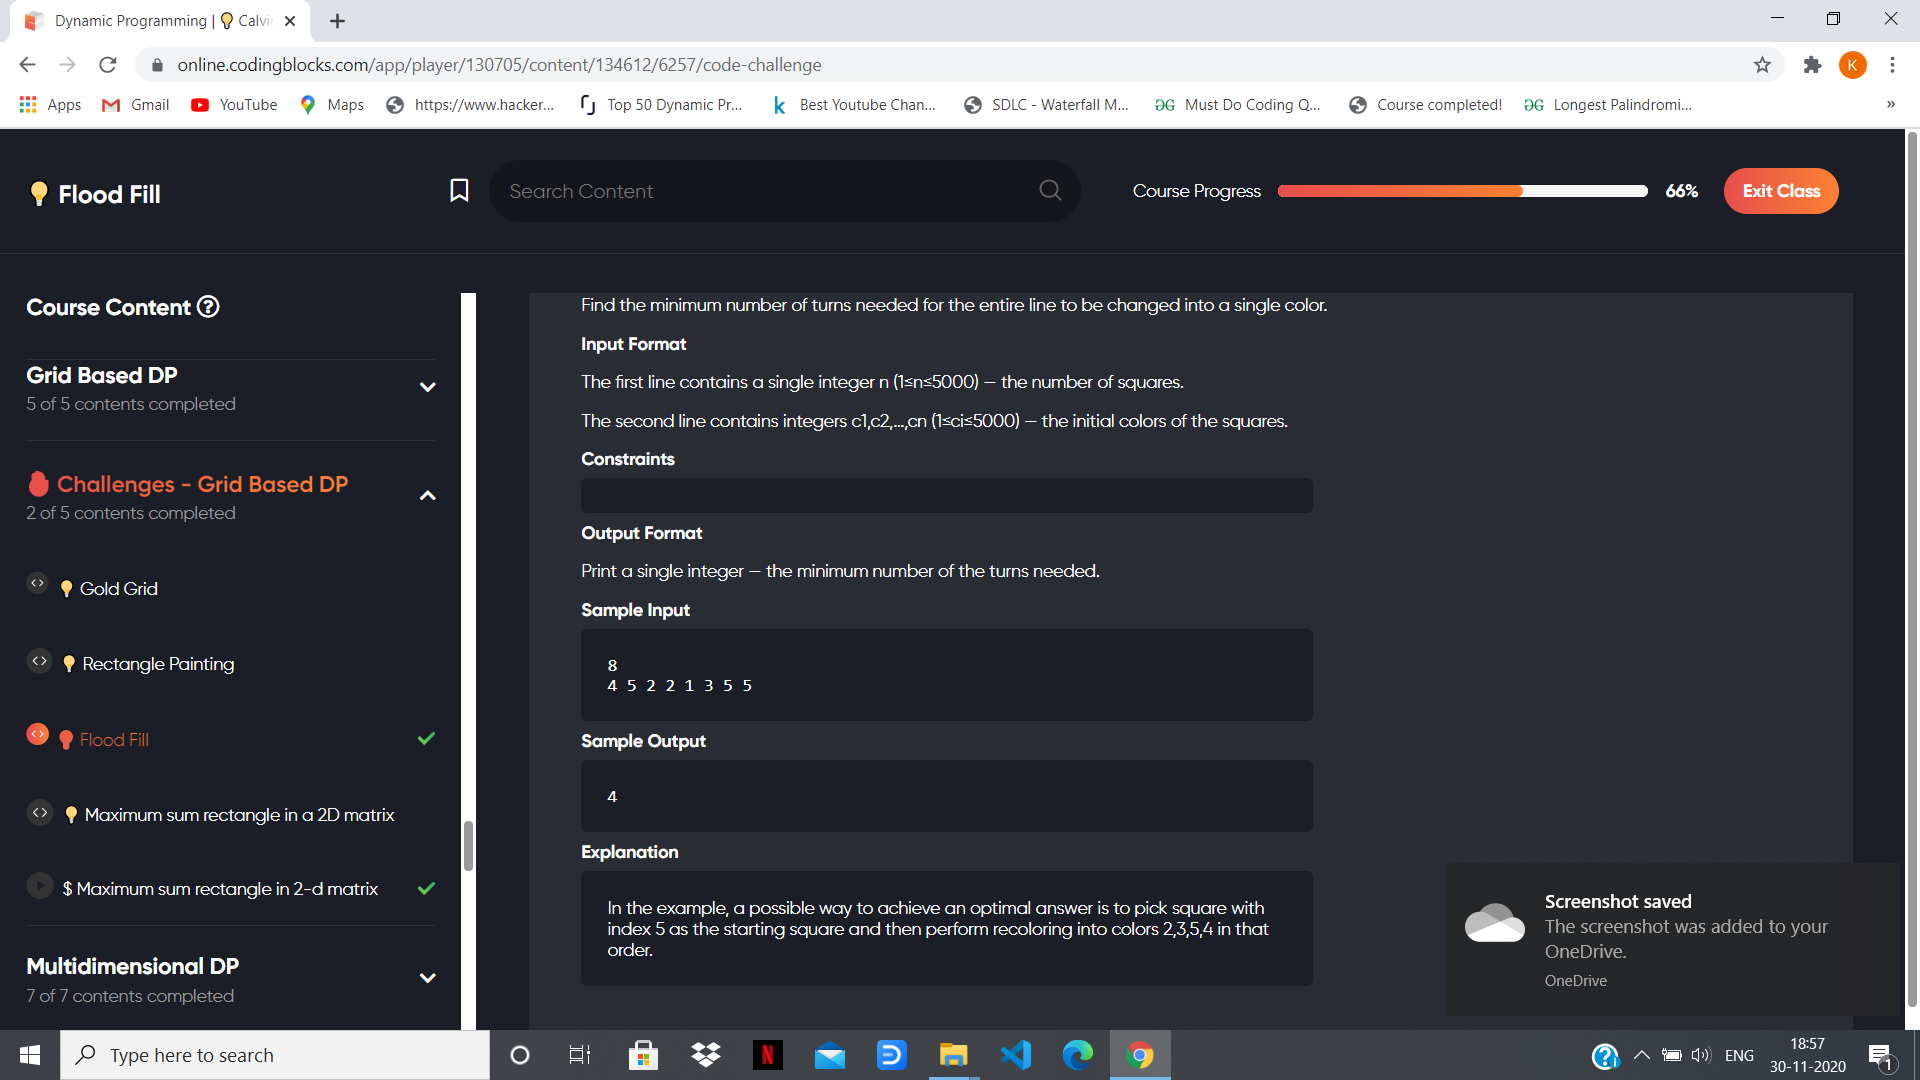 Dynamic Programming | Calvi
online.codingblocks.com/app/player/130705/content/134612/6257/code-challenge
K
Apps
Gmail
YouTube
Maps
https://www.hacker...
Top 50 Dynamic Pr...
Best Youtube Chan...
SDLC - Waterfall M...
Must Do Coding Q...
Course completed!
Longest Palindromi...
»
Flood Fill
Search Content
Course Progress
66%
Exit Class
Course Content
Grid Based DP
5 of 5 contents completed
Challenges - Grid Based DP
2 of 5 contents completed
Gold Grid
Rectangle Painting
Flood Fill
Maximum sum rectangle in a 2D matrix
$ Maximum sum rectangle in 2-d matrix
Multidimensional DP
7 of 7 contents completed
Find the minimum number of turns needed for the entire line to be changed into a single color.
Input Format
The first line contains a single integer n (1≤n≤5000) — the number of squares.
The second line contains integers c1,c2,…,cn (1≤ci≤5000) — the initial colors of the squares.
Constraints
Output Format
Print a single integer — the minimum number of the turns needed.
Sample Input
8
4 5 2 2 1 3 5 5
Sample Output
4
Explanation
In the example, a possible way to achieve an optimal answer is to pick square with
index 5 as the starting square and then perform recoloring into colors 2,3,5,4 in that
order.
Screenshot saved
The screenshot was added to your
OneDrive.
OneDrive
Type here to search
N
ENG
18:57
30-11-2020
1